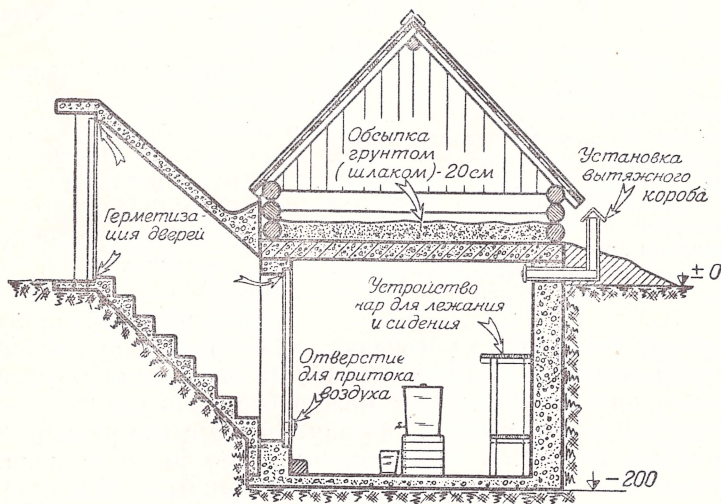 Обсыпка
грунтом
(шлаком)-20см
Установка
вытяжного
короба
Герметиза-
ция дверей
±0
Устройство
нар для лежания
и сидения
Отверстие
для притока
воздуха
-200